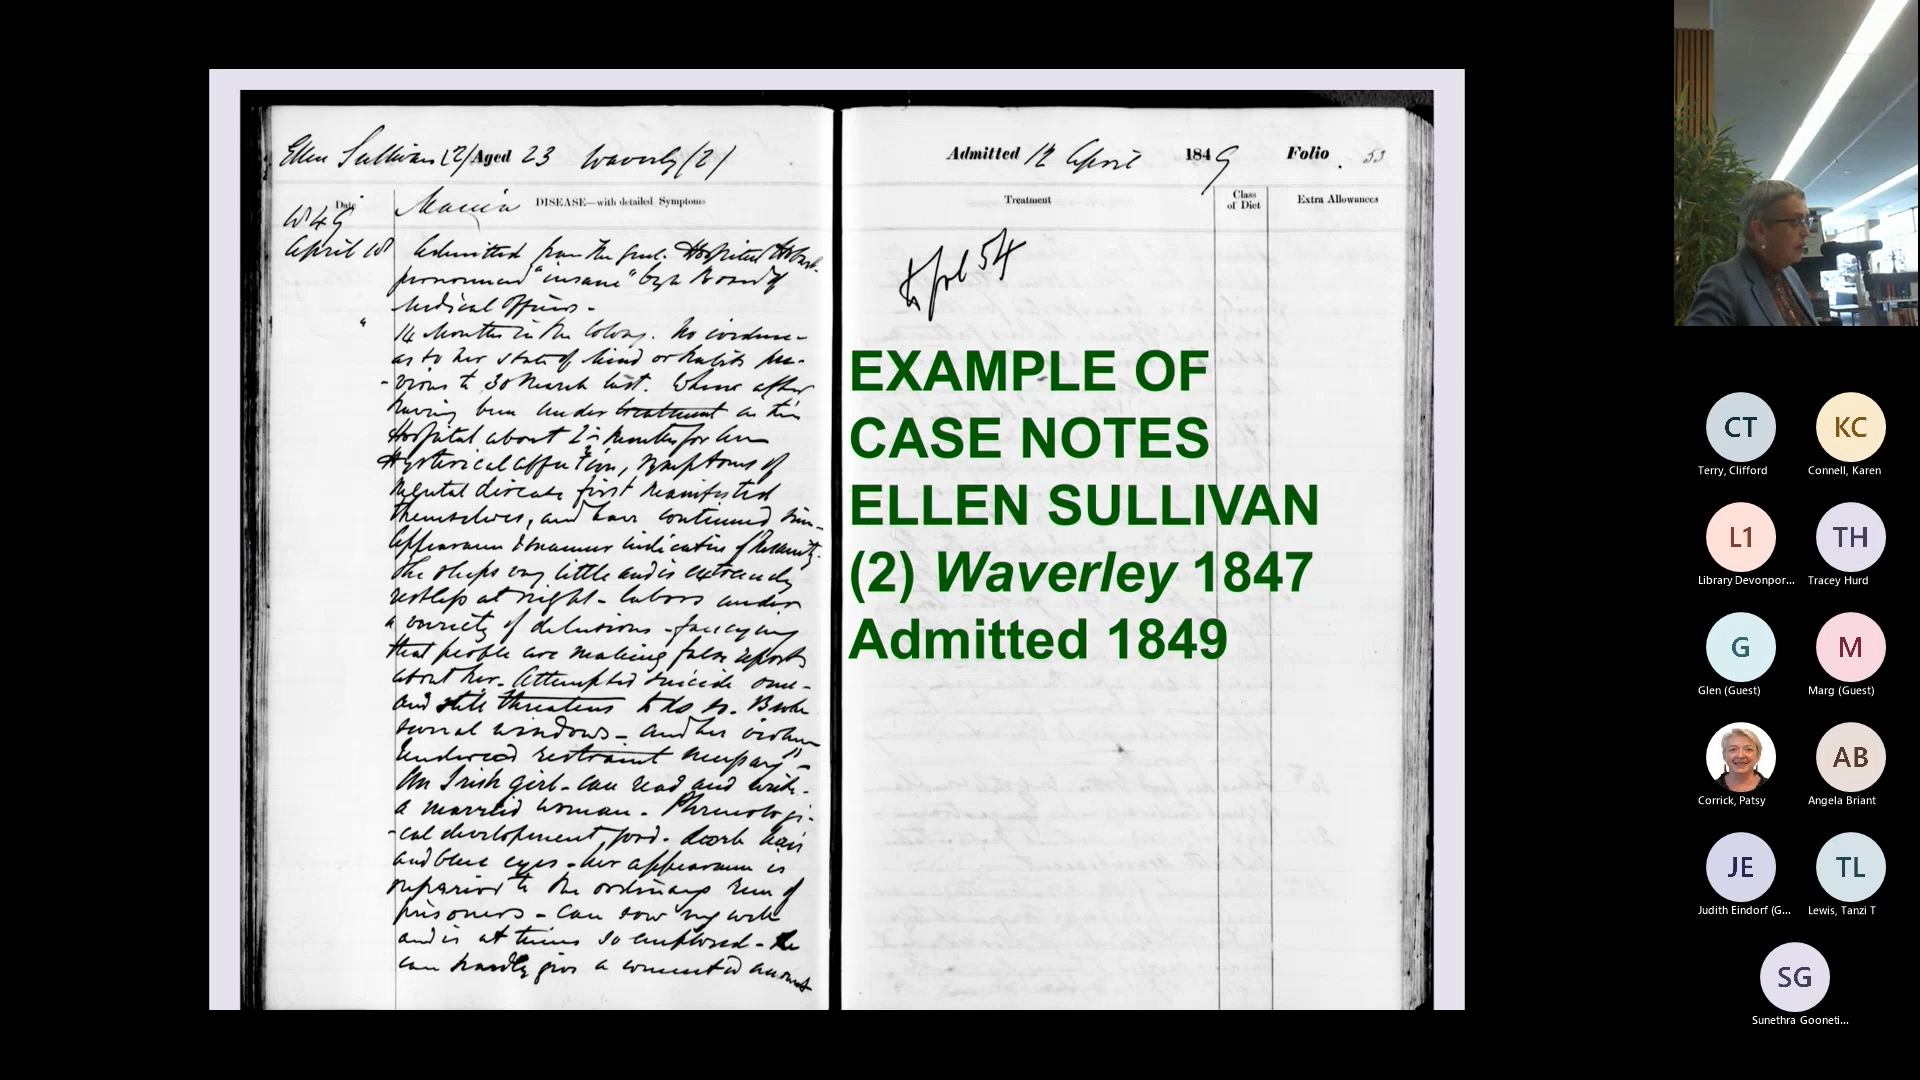 Ellen Sullivan (2) Aged 23 Waverly (2)
Admitted 12 April 1849 Folio 53
Date
1849
Mania DISEASE—with detailed Symptoms
Treatment
Class of Diet
Extra Allowances
April
Admitted from the Genl. Hospital Hobart
pronounced "insane" by a Board of
Medical Officers -
" 14 Months in the Colony. No evidence
as to her state of Mind or habits pre-
-vious to 30 March last. Where after
having been under treatment in this
Hospital about 2 Months for an
Hysterical affection, symptoms of
Mental disease first manifested
themselves, and have continued
appearance & manner indicative of Insanity.
She sleeps very little and is extremely
restless at night - labors under
a variety of delusions - fancying
that people are making false reports
about her. Attempted suicide once -
and still threatens to do so. Broke
several windows - and her violence
rendered restraint necessary"-
An Irish girl - can read and write -
a married woman - Phrenologi-
-cal development, good - dark hair
and blue eyes - her appearance is
superior to the ordinary run of
prisoners - Can sew very well
and is at times so employed - She
can hardly give a connected account
to fol 54
EXAMPLE OF
CASE NOTES
ELLEN SULLIVAN
(2) Waverley 1847
Admitted 1849
CT
Terry, Clifford
KC
Connell, Karen
L1
Library Devonpor...
TH
Tracey Hurd
G
Glen (Guest)
M
Marg (Guest)
Corrick, Patsy
AB
Angela Briant
JE
Judith Eindorf (G...
TL
Lewis, Tanzi T
SG
Sunethra Gooneti...